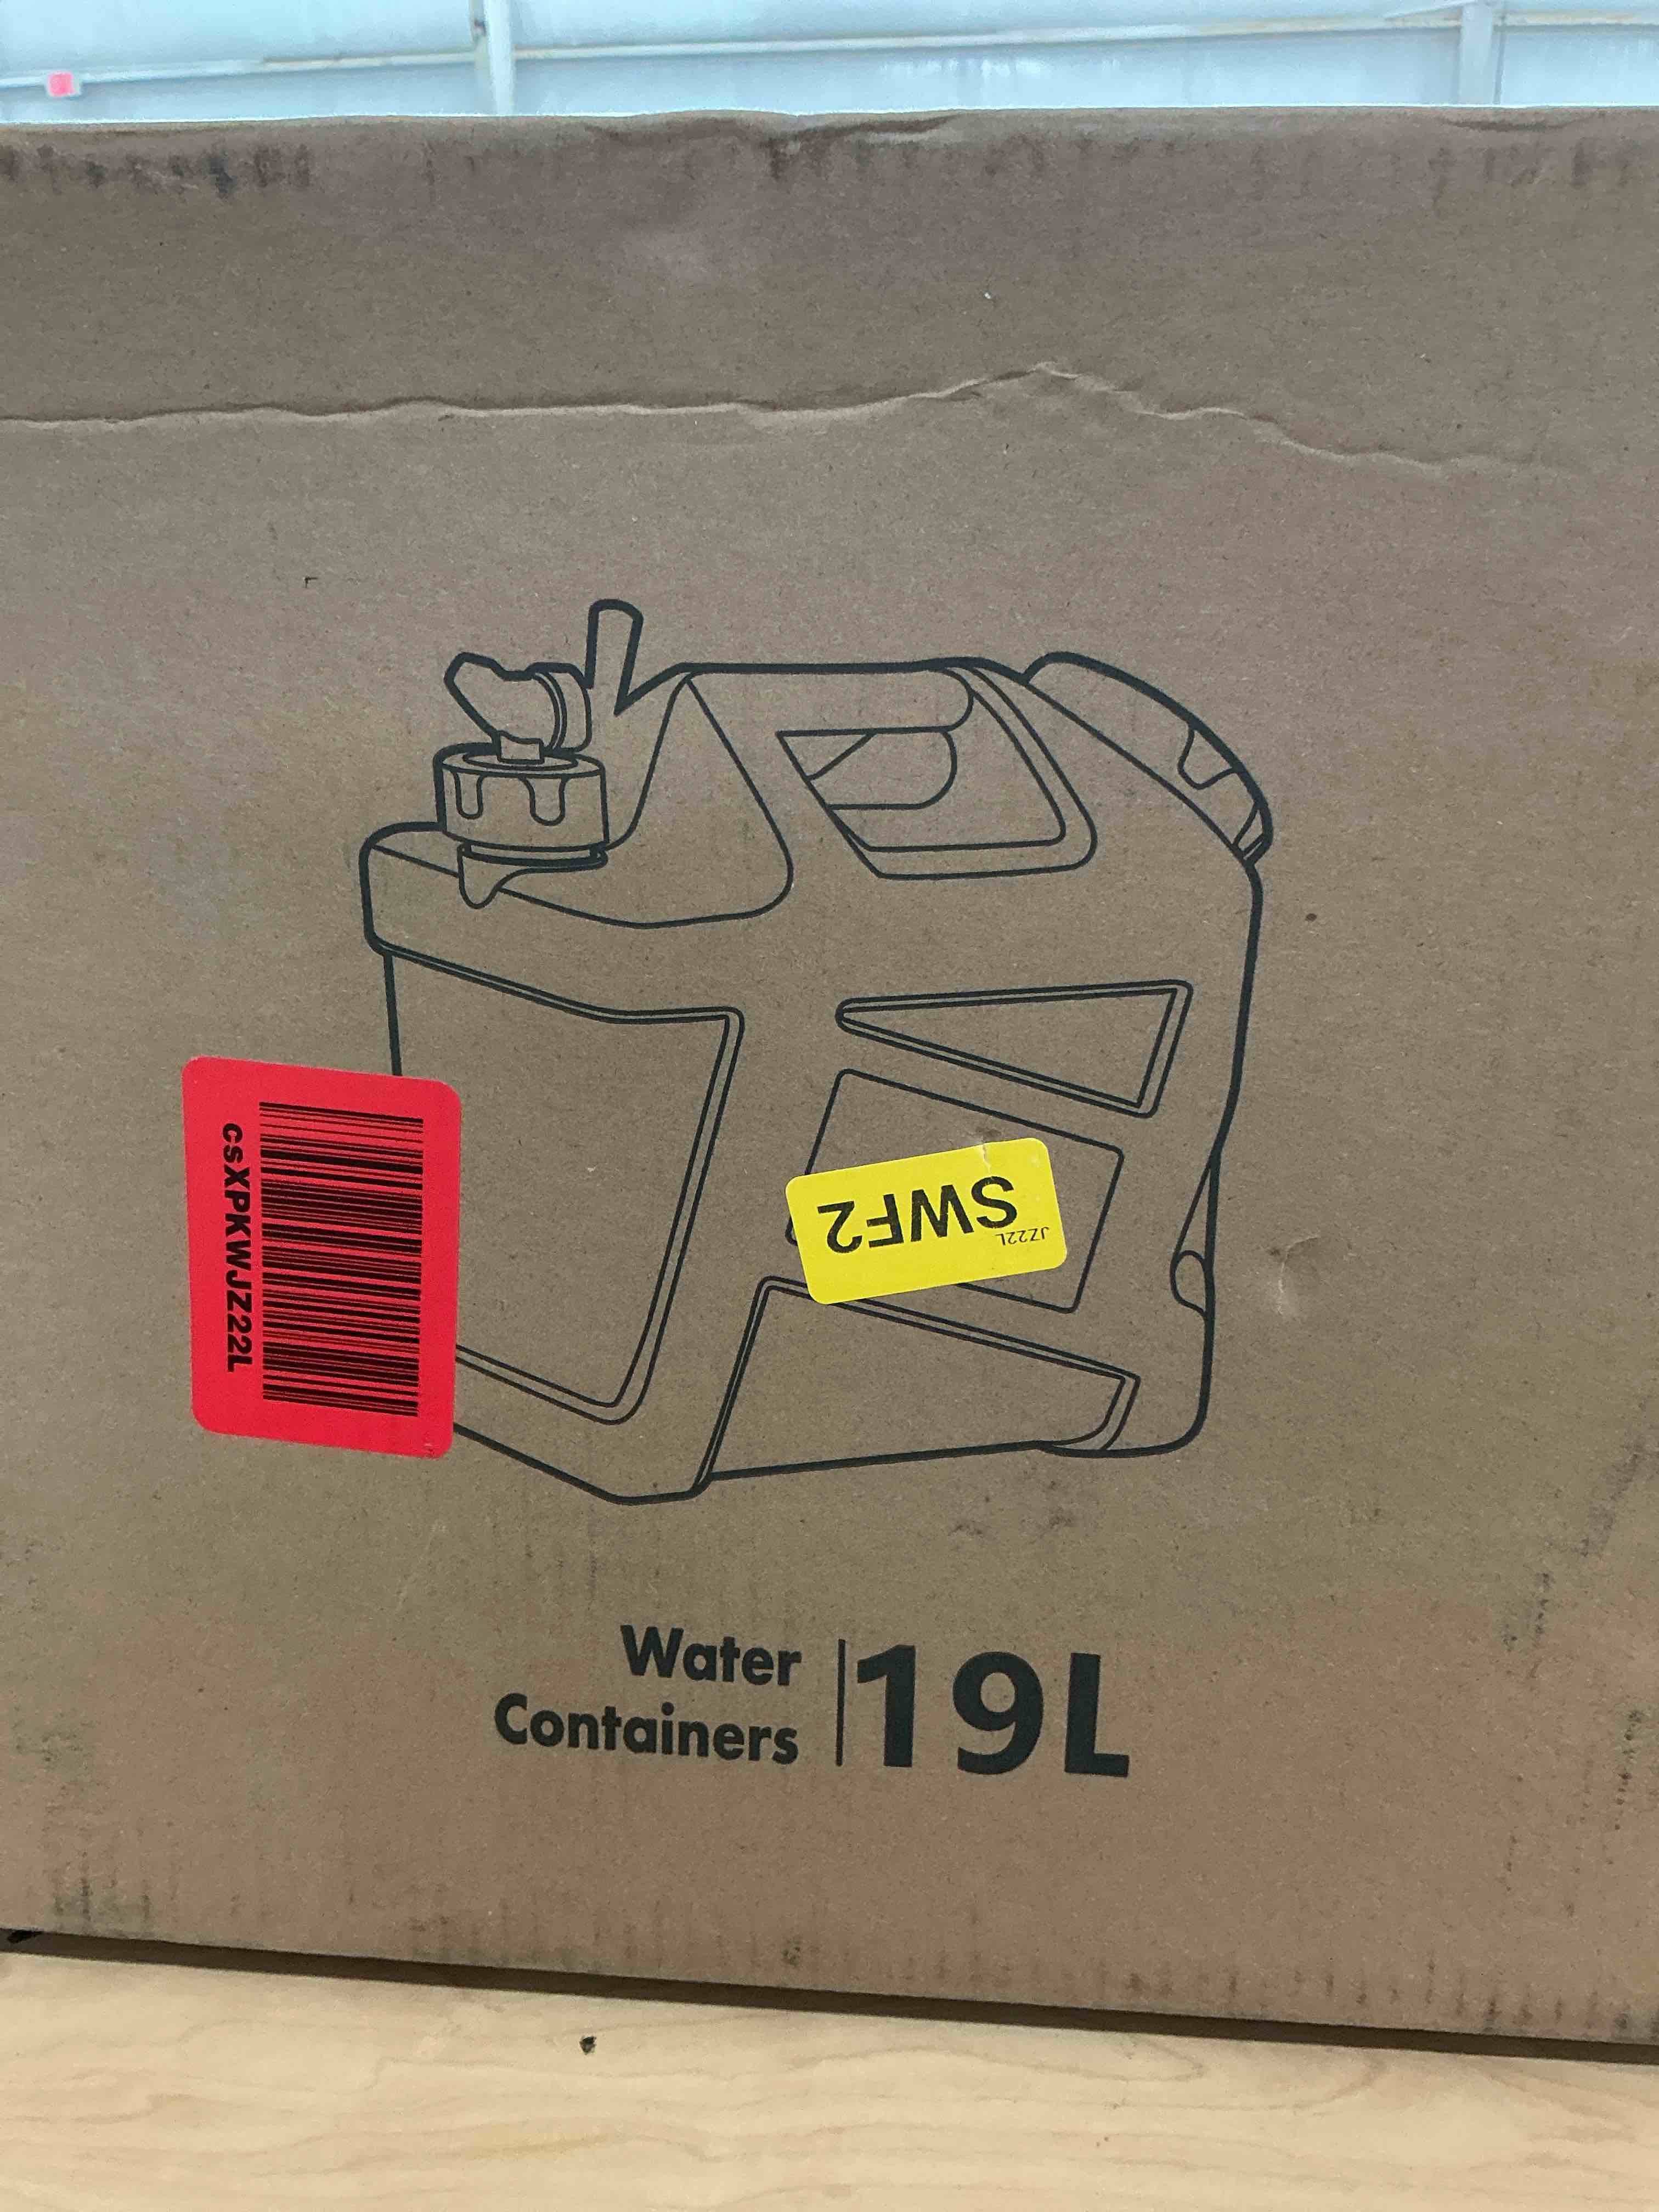 csXPKWJZ22L
JZ22L
SWF2
Water
Containers
19L